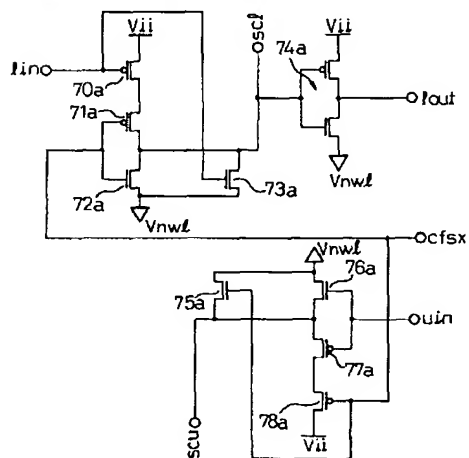 Vii
Vii
lin
oscl
74a
70a
71a
lout
72a
73a
Vnwl
Vnwl
cfsx
Vnwl
76a
75a
uin
77a
78a
scu
Vii